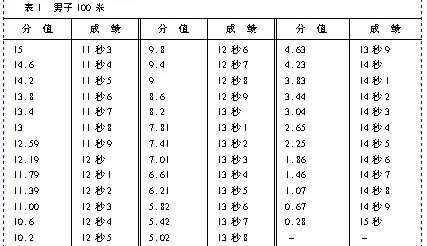 表1 男子100米
分 值 成 绩 分 值 成 绩 分 值 成 绩
15 11秒3 9.8 12秒6 4.63 13秒9
14.6 11秒4 9.4 12秒7 4.23 14秒
14.2 11秒5 9 12秒8 3.83 14秒1
13.8 11秒6 8.6 12秒9 3.44 14秒2
13.4 11秒7 8.2 13秒 3.04 14秒3
13 11秒8 7.81 13秒1 2.65 14秒4
12.59 11秒9 7.41 13秒2 2.25 14秒5
12.19 12秒 7.01 13秒3 1.86 14秒6
11.79 12秒1 6.61 13秒4 1.46 14秒7
11.39 12秒2 6.21 13秒5 1.07 14秒8
11.00 12秒3 5.82 13秒6 0.67 14秒9
10.6 12秒4 5.42 13秒7 0.28 15秒
10.2 12秒5 5.02 13秒8 – –